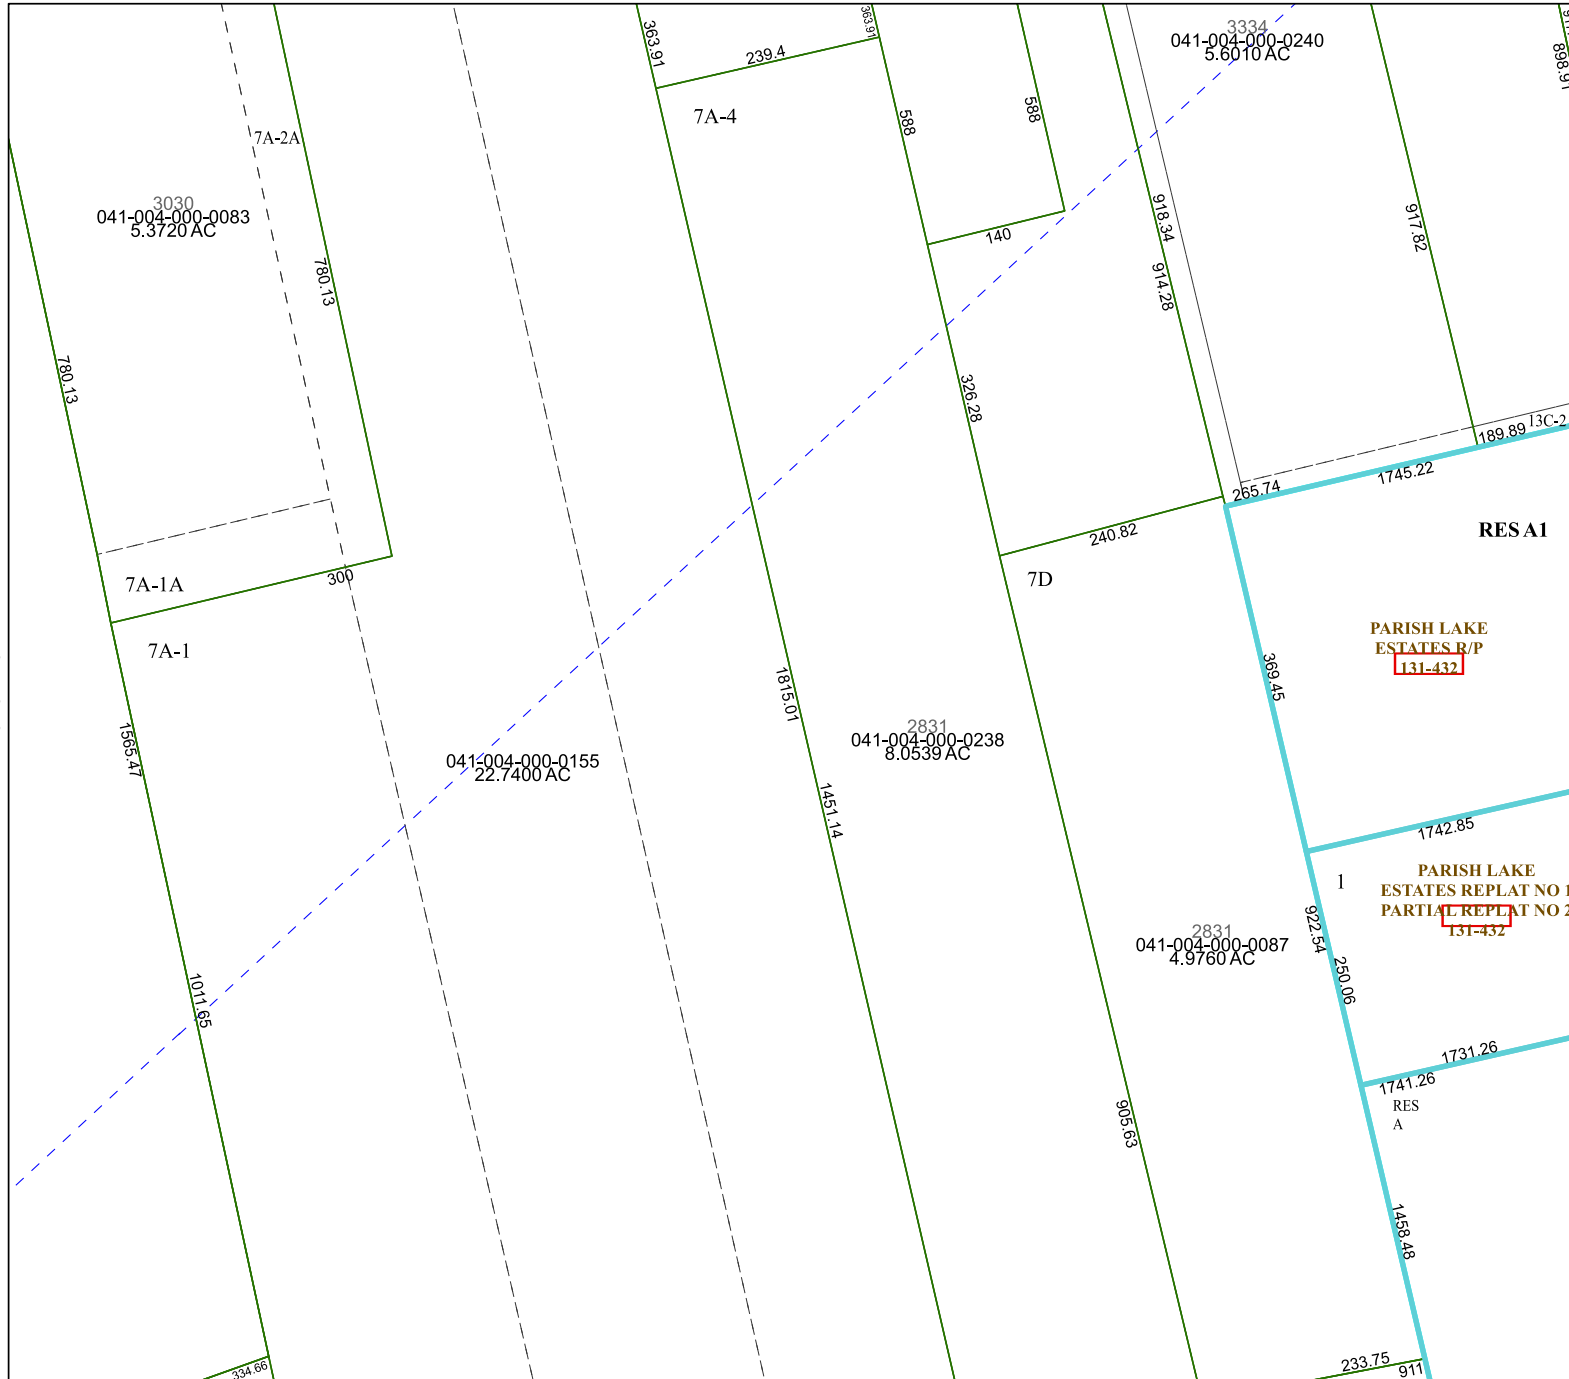 363.91
363.91
239.4
7A-4
588
588
3334
041-004-000-0240
5.6010 AC
898.91
7A-2A
3030
041-004-000-0083
5.3720 AC
780.13
780.13
140
918.34
914.28
917.82
326.28
189.89
13C-2
1745.22
265.74
240.82
RES A1
7A-1A
300
7D
7A-1
PARISH LAKE
ESTATES R/P
131-432
369.45
1815.01
1565.47
2831
041-004-000-0238
8.0539 AC
041-004-000-0155
22.7400 AC
1451.14
1742.85
1
PARISH LAKE
ESTATES REPLAT NO 1
PARTIAL REPLAT NO 2
131-432
922.54
250.06
2831
041-004-000-0087
4.9760 AC
1011.65
1731.26
1741.26
RES
A
905.63
1458.48
334.66
233.75
911